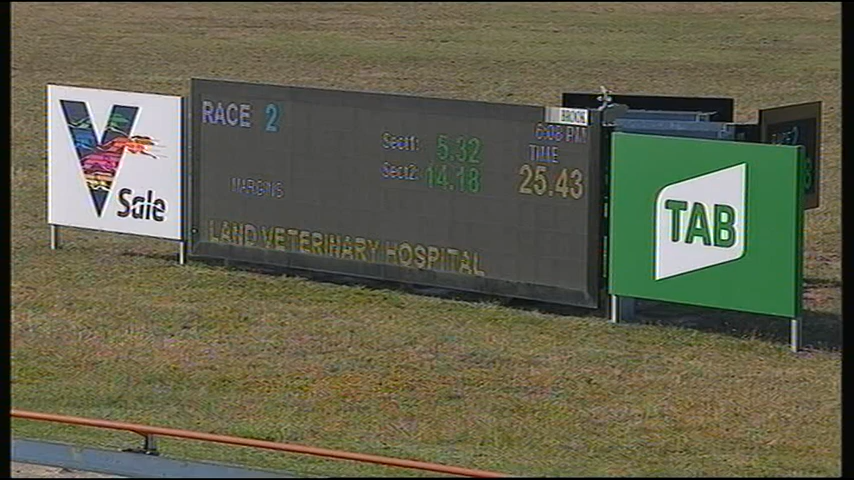 V
Sale
RACE 2
BROOK
6:08 PM
Sect1: 5.32
TIME
Sect2: 14.18
25.43
MARGINS
LAND VETERINARY HOSPITAL
TAB